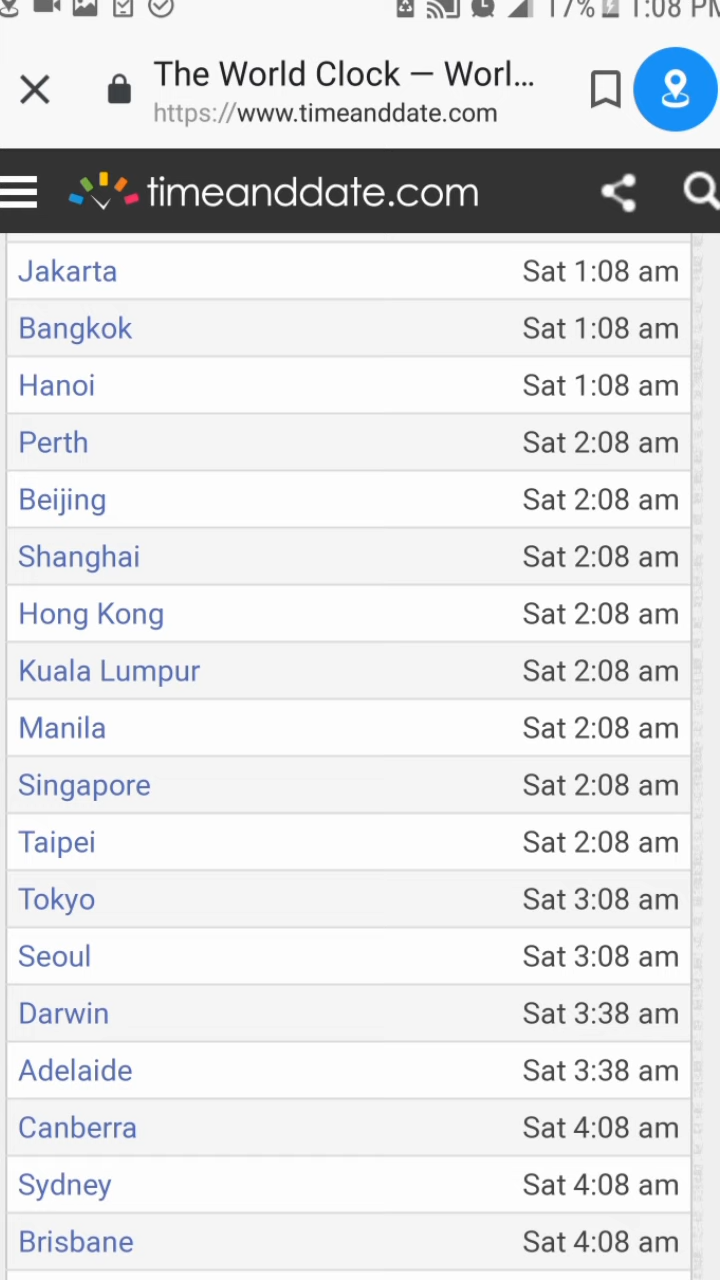 17% 1:08 PM
The World Clock — Worl...
https://www.timeanddate.com
timeanddate.com
Jakarta Sat 1:08 am
Bangkok Sat 1:08 am
Hanoi Sat 1:08 am
Perth Sat 2:08 am
Beijing Sat 2:08 am
Shanghai Sat 2:08 am
Hong Kong Sat 2:08 am
Kuala Lumpur Sat 2:08 am
Manila Sat 2:08 am
Singapore Sat 2:08 am
Taipei Sat 2:08 am
Tokyo Sat 3:08 am
Seoul Sat 3:08 am
Darwin Sat 3:38 am
Adelaide Sat 3:38 am
Canberra Sat 4:08 am
Sydney Sat 4:08 am
Brisbane Sat 4:08 am